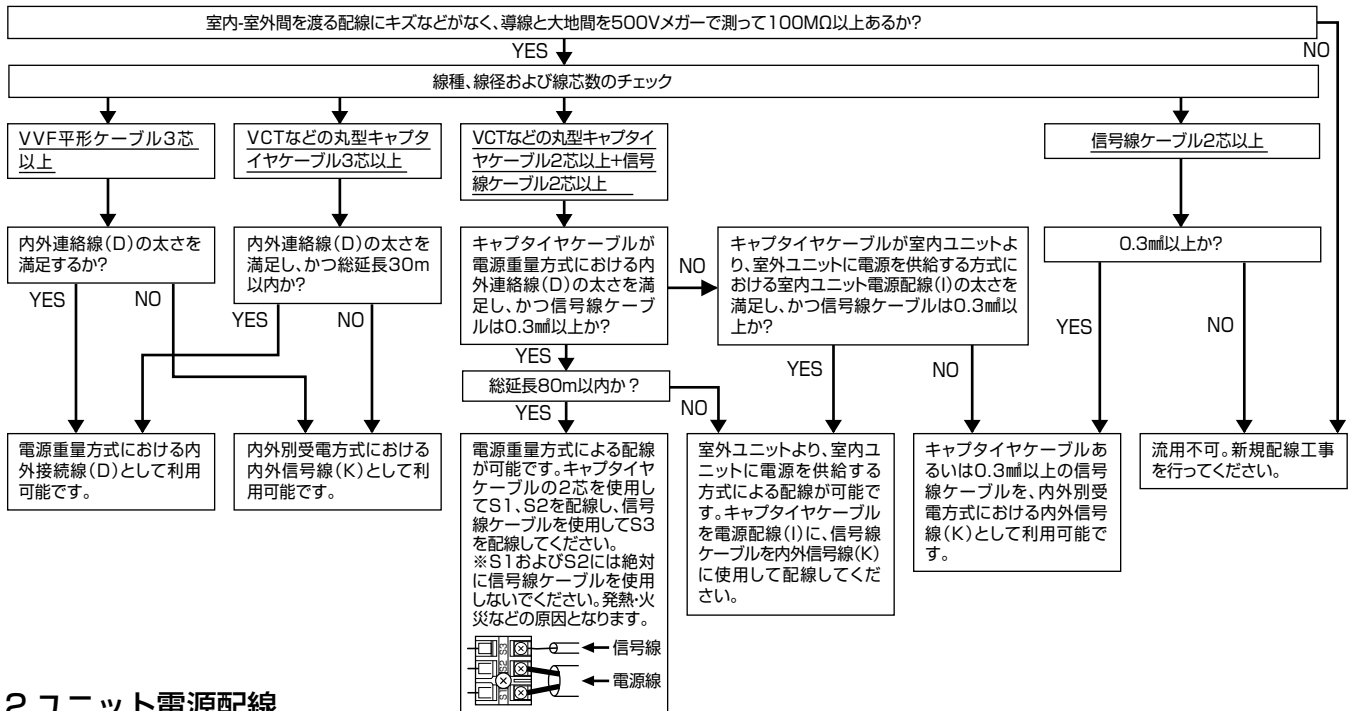 室内-室外間を渡る配線にキズなどがなく、導線と大地間を500Vメガーで測って100MΩ以上あるか?
YES
NO
線種、線径および線芯数のチェック
VVF平形ケーブル3芯
以上
VCTなどの丸型キャプタ
イヤケーブル3芯以上
VCTなどの丸型キャプタイ
ヤケーブル2芯以上+信号
線ケーブル2芯以上
信号線ケーブル2芯以上
内外連絡線(D)の太さを
満足するか?
内外連絡線(D)の太さを
満足し、かつ総延長30m
以内か?
キャプタイヤケーブルが
電源重量方式における内
外連絡線(D)の太さを満
足し、かつ信号線ケーブ
ルは0.3㎟以上か?
NO
キャプタイヤケーブルが室内ユニットよ
り、室外ユニットに電源を供給する方式に
おける室内ユニット電源配線(I)の太さを
満足し、かつ信号線ケーブルは0.3㎟以
上か?
0.3㎟以上か?
YES
NO
YES
NO
YES
YES
NO
YES
NO
総延長80m以内か?
YES
NO
電源重量方式における内
外接続線(D)として利用
可能です。
内外別受電方式における
内外信号線(K)として利
用可能です。
電源重量方式による配線
が可能です。キャプタイヤ
ケーブルの2芯を使用し
てS1、S2を配線し、信号
線ケーブルを使用してS3
を配線してください。
※S1およびS2には絶対
に信号線ケーブルを使用
しないでください。発熱・火
災などの原因となります。
S3
信号線
S2
電源線
室外ユニットより、室内ユ
ニットに電源を供給する
方式による配線が可能で
す。キャプタイヤケーブル
を電源配線(I)に、信号線
ケーブルを内外信号線(K)
に使用して配線してくだ
さい。
キャプタイヤケーブルあ
るいは0.3㎟以上の信号
線ケーブルを、内外別受
電方式における内外信号
線(K)として利用可能で
す。
流用不可。新規配線工事
を行ってください。
2.ユニット電源配線